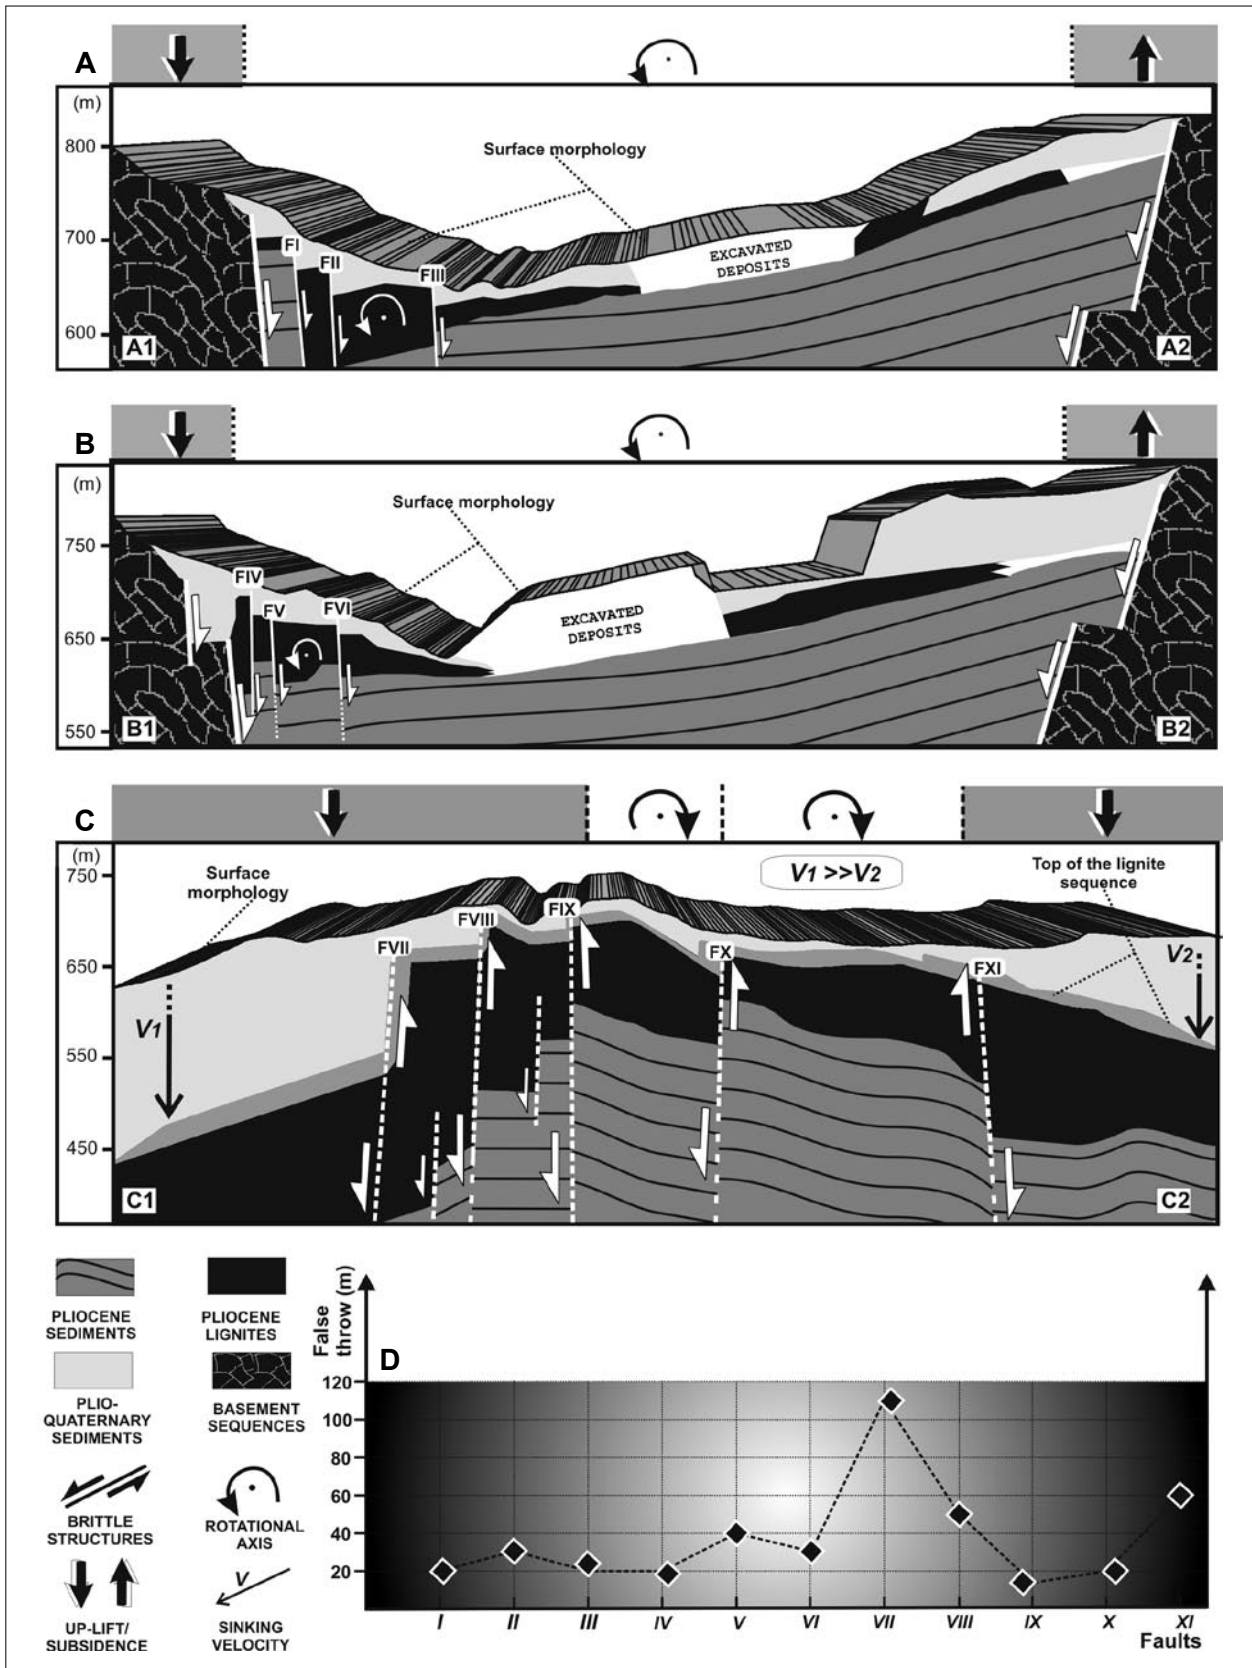 A
(m)
800
700
600
Surface morphology
EXCAVATED
DEPOSITS
FI
FII
FIII
A1
A2
B
(m)
750
650
550
Surface morphology
EXCAVATED
DEPOSITS
FIV
FV
FVI
B1
B2
C
(m)
750
650
550
450
Surface
morphology
V1 >>V2
Top of the lignite
sequence
FVII
FVIII
FIX
FX
FXI
V1
V2
C1
C2
PLIOCENE
SEDIMENTS
PLIOCENE
LIGNITES
PLIO-
QUATERNARY
SEDIMENTS
BASEMENT
SEQUENCES
BRITTLE
STRUCTURES
ROTATIONAL
AXIS
V
UP-LIFT/
SUBSIDENCE
SINKING
VELOCITY
False
throw (m)
D
120
100
80
60
40
20
I II III IV V VI VII VIII IX X XI
Faults